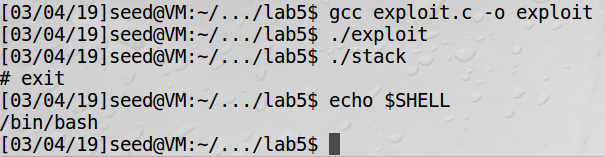 [03/04/19]seed@VM:~/.../lab5$ gcc exploit.c -o exploit
[03/04/19]seed@VM:~/.../lab5$ ./exploit
[03/04/19]seed@VM:~/.../lab5$ ./stack
# exit
[03/04/19]seed@VM:~/.../lab5$ echo $SHELL
/bin/bash
[03/04/19]seed@VM:~/.../lab5$